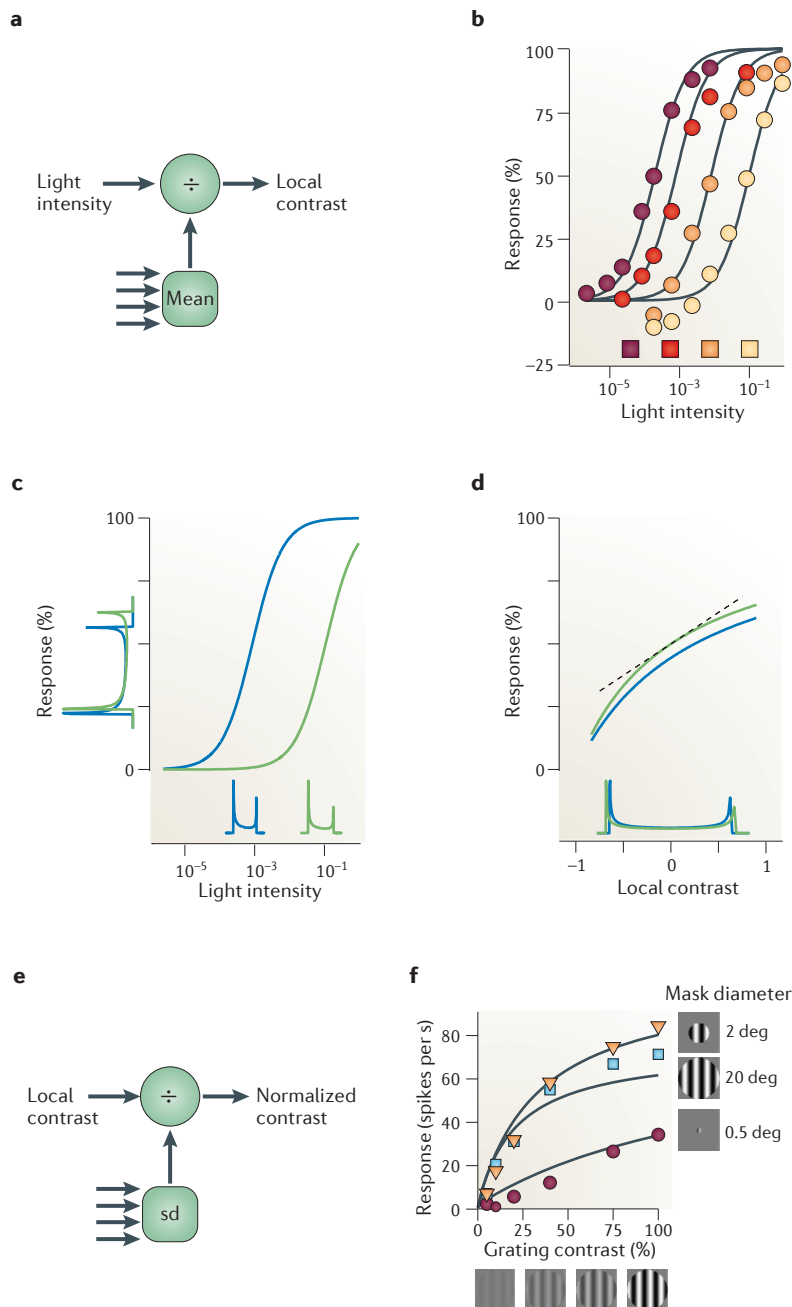 a
Light
intensity
÷
Local
contrast
Mean
b
Response (%)
100
75
50
25
0
−25
10⁻⁵
10⁻³
10⁻¹
Light intensity
c
Response (%)
100
0
10⁻⁵
10⁻³
10⁻¹
Light intensity
d
Response (%)
100
0
−1
0
1
Local contrast
e
Local
contrast
÷
Normalized
contrast
sd
f
Mask diameter
Response (spikes per s)
80
60
40
20
0
2 deg
20 deg
0.5 deg
0
25
50
75
100
Grating contrast (%)